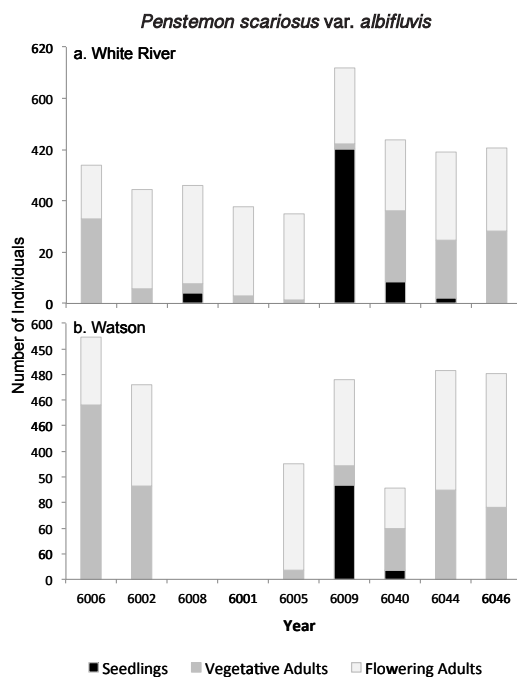 Penstemon scariosus var. albifluvis
a. White River
620
600
420
400
20
0
b. Watson
600
450
480
460
400
50
80
60
60
0
Number of Individuals
6006 6002 6008 6001 6005 6009 6040 6044 6046
Year
Seedlings Vegetative Adults Flowering Adults